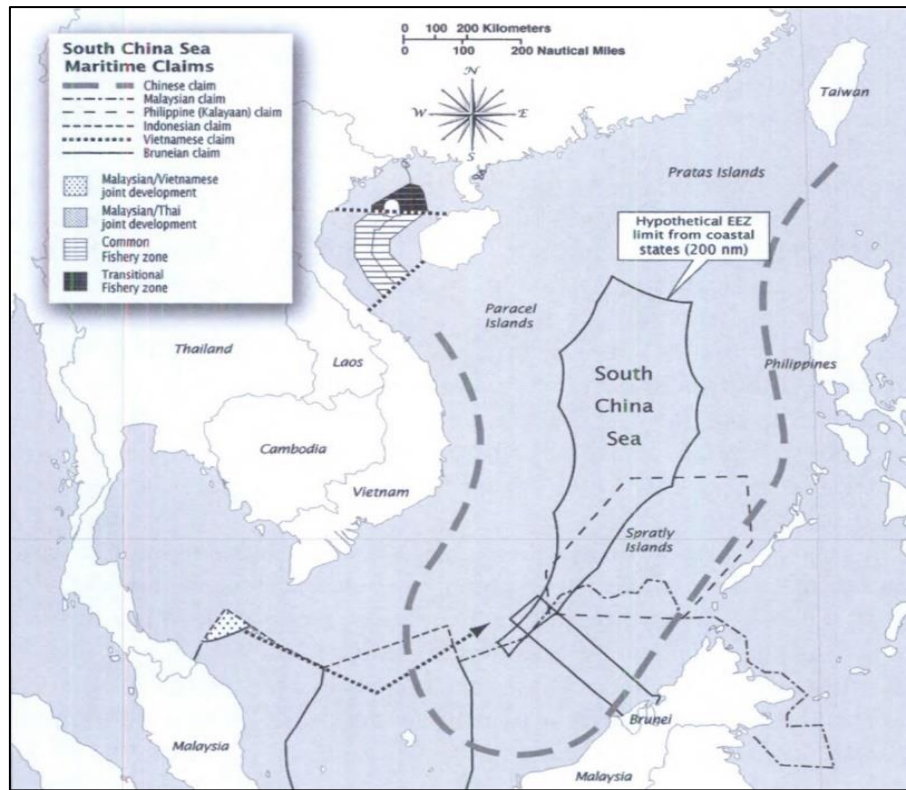 South China Sea
Maritime Claims
Chinese claim
Malaysian claim
Philippine (Kalayaan) claim
Indonesian claim
Vietnamese claim
Bruneian claim
Malaysian/Vietnamese
joint development
Malaysian/Thai
joint development
Common
Fishery zone
Transitional
Fishery zone
0 100 200 Kilometers
0 100 200 Nautical Miles
N
W E
S
Taiwan
Pratas Islands
Hypothetical EEZ
limit from coastal
states (200 nm)
Paracel
Islands
Thailand
Laos
Philippines
South
China
Sea
Cambodia
Vietnam
Spratly
Islands
Brunei
Malaysia
Malaysia